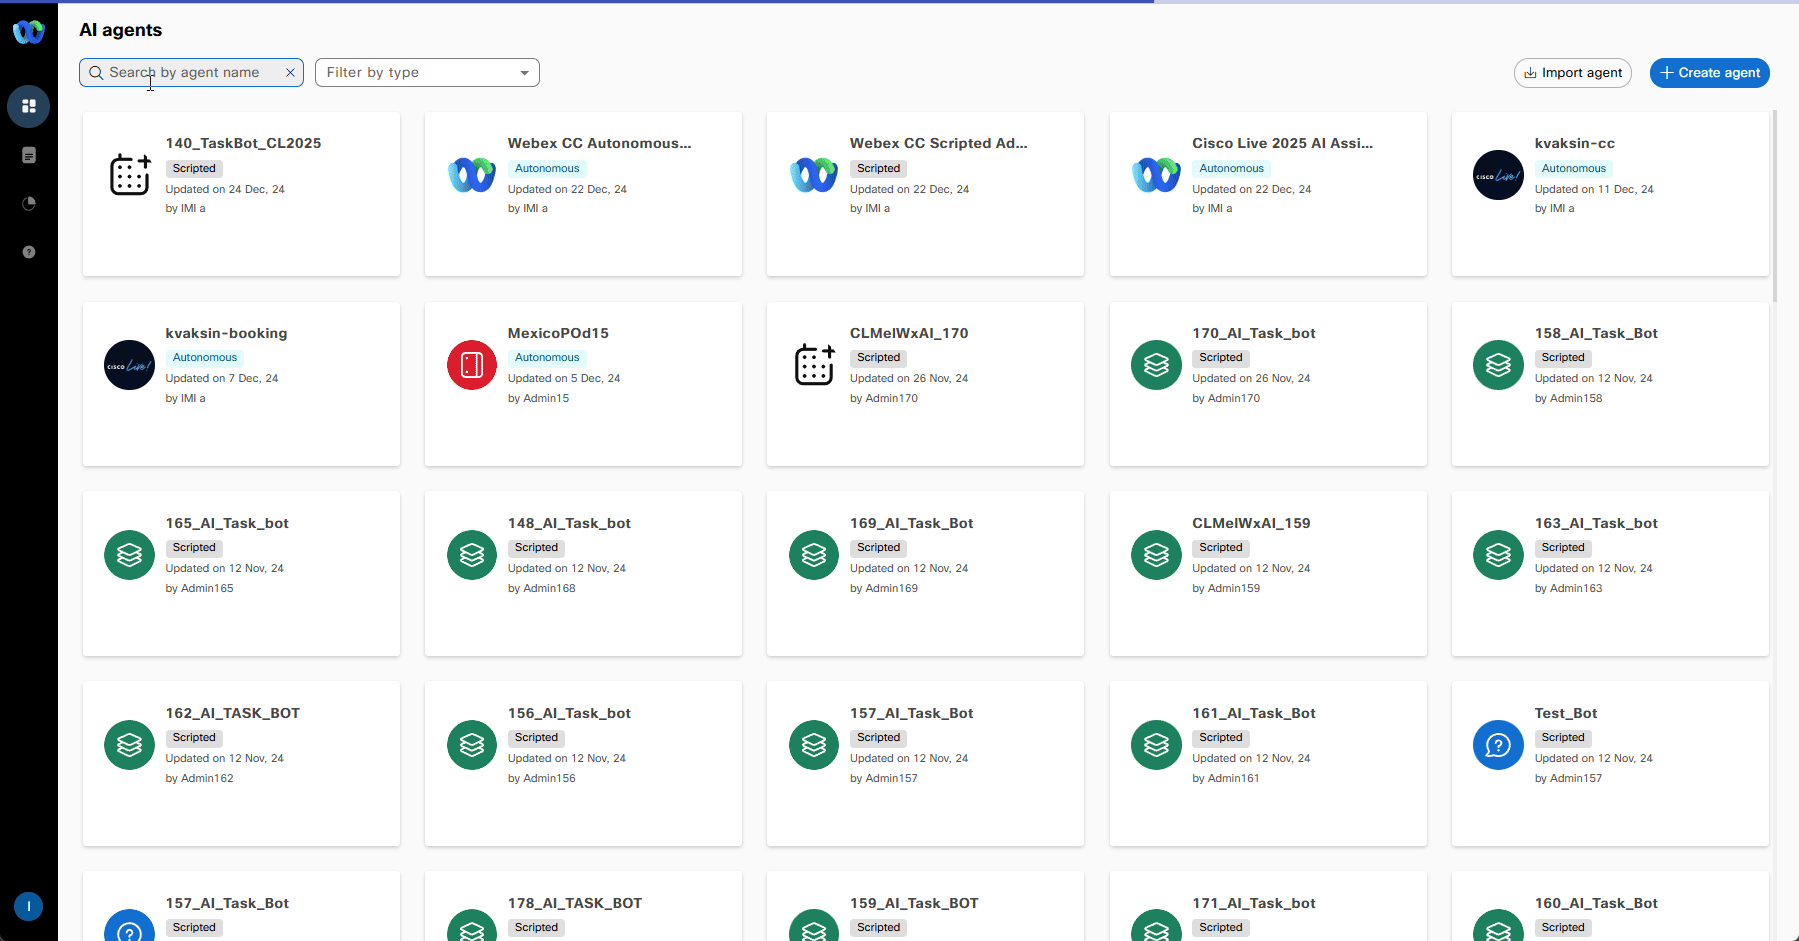 AI agents
Search by agent name
Filter by type
Import agent
Create agent
140_TaskBot_CL2025
Scripted
Updated on 24 Dec, 24
by IMI a
Webex CC Autonomous...
Autonomous
Updated on 22 Dec, 24
by IMI a
Webex CC Scripted Ad...
Scripted
Updated on 22 Dec, 24
by IMI a
Cisco Live 2025 AI Assi...
Autonomous
Updated on 22 Dec, 24
by IMI a
CISCO Live!
kvaksin-cc
Autonomous
Updated on 11 Dec, 24
by IMI a
CISCO Live!
kvaksin-booking
Autonomous
Updated on 7 Dec, 24
by IMI a
MexicoPOd15
Autonomous
Updated on 5 Dec, 24
by Admin15
CLMelWxAI_170
Scripted
Updated on 26 Nov, 24
by Admin170
170_AI_Task_bot
Scripted
Updated on 26 Nov, 24
by Admin170
158_AI_Task_Bot
Scripted
Updated on 12 Nov, 24
by Admin158
165_AI_Task_bot
Scripted
Updated on 12 Nov, 24
by Admin165
148_AI_Task_bot
Scripted
Updated on 12 Nov, 24
by Admin168
169_AI_Task_Bot
Scripted
Updated on 12 Nov, 24
by Admin169
CLMelWxAI_159
Scripted
Updated on 12 Nov, 24
by Admin159
163_AI_Task_bot
Scripted
Updated on 12 Nov, 24
by Admin163
162_AI_TASK_BOT
Scripted
Updated on 12 Nov, 24
by Admin162
156_AI_Task_bot
Scripted
Updated on 12 Nov, 24
by Admin156
157_AI_Task_Bot
Scripted
Updated on 12 Nov, 24
by Admin157
161_AI_Task_Bot
Scripted
Updated on 12 Nov, 24
by Admin161
Test_Bot
Scripted
Updated on 12 Nov, 24
by Admin157
I
157_AI_Task_Bot
Scripted
178_AI_TASK_BOT
Scripted
159_AI_Task_BOT
Scripted
171_AI_Task_bot
Scripted
160_AI_Task_Bot
Scripted